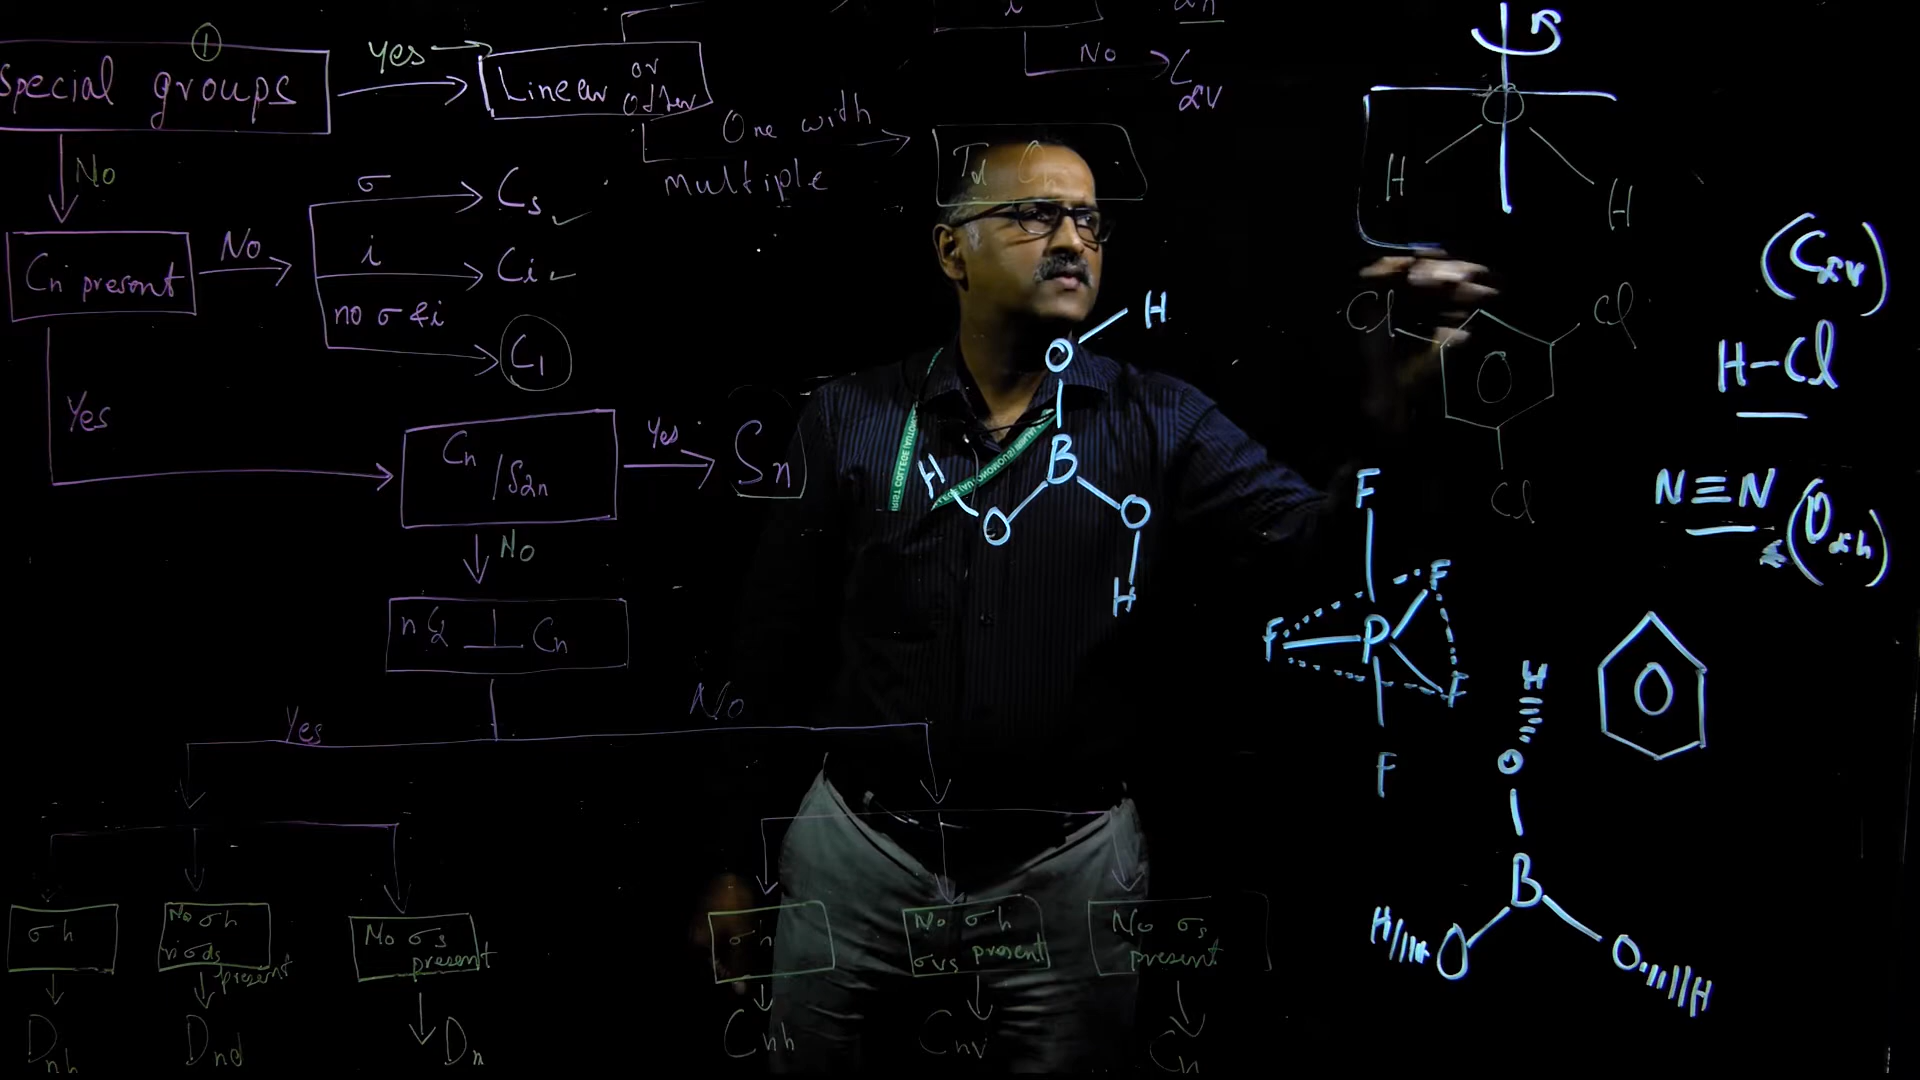 ①
Special groups
Yes
Linear or other
One with
multiple
Td Oh
i
No
C∞v
No
Cn present
No
σ
Cs
i
Ci
no σ & i
C1
Yes
Cn /S2n
Yes
Sn
No
n C2 ⊥ Cn
Yes
No
σh
No σh
nσds
present
No σs
present
σh
No σh
σvs present
No σs
present
Dnh
Dnd
Dn
Cnh
Cnv
Cn
H
O
B
H
O
O
H
H
H
Cl
Cl
Cl
(C∞v)
H-Cl
N≡N
(D∞h)
F
F
F
P
F
F
H
O
B
H
O
O
H